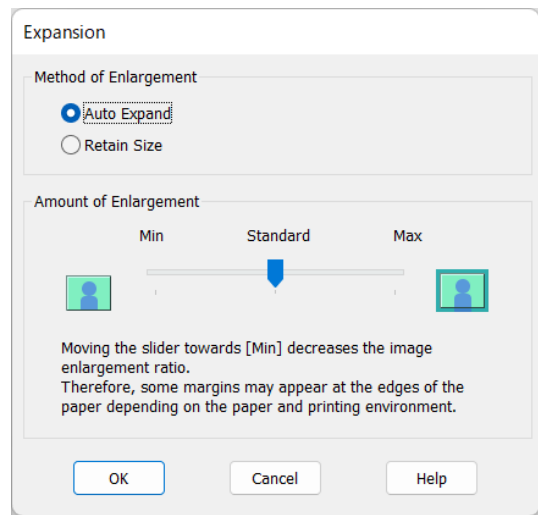 Expansion
Method of Enlargement
Auto Expand
Retain Size
Amount of Enlargement
Min Standard Max
Moving the slider towards [Min] decreases the image
enlargement ratio.
Therefore, some margins may appear at the edges of the
paper depending on the paper and printing environment.
OK Cancel Help